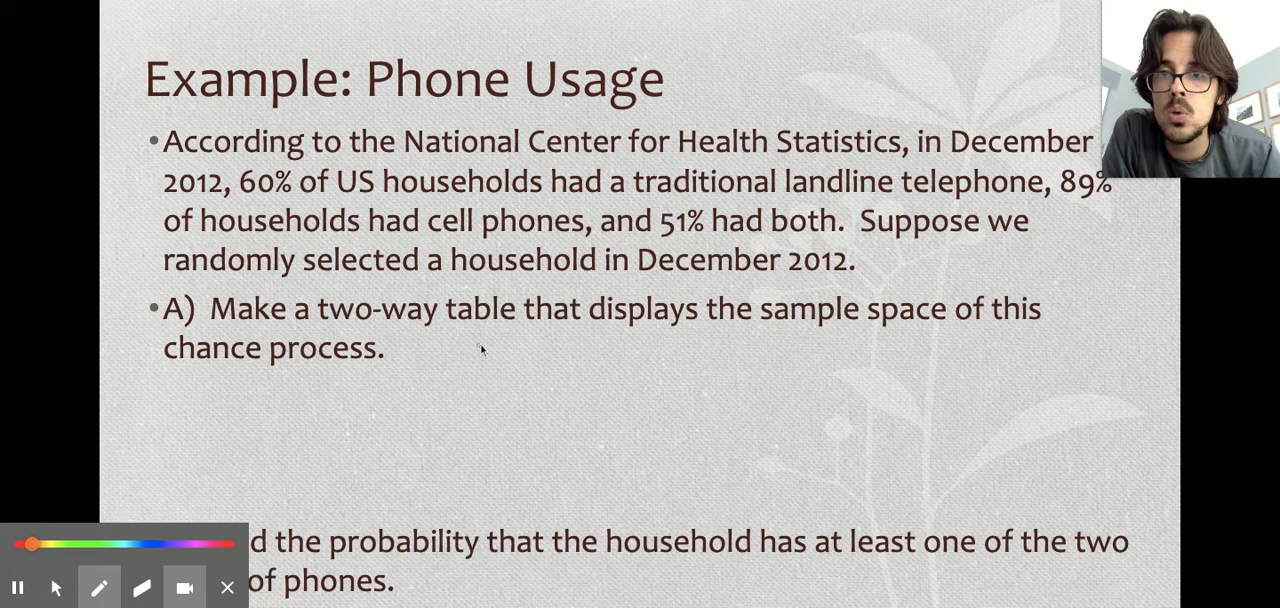 Example: Phone Usage
•According to the National Center for Health Statistics, in December
2012, 60% of US households had a traditional landline telephone, 89%
of households had cell phones, and 51% had both. Suppose we
randomly selected a household in December 2012.
•A) Make a two-way table that displays the sample space of this
chance process.
d the probability that the household has at least one of the two
of phones.